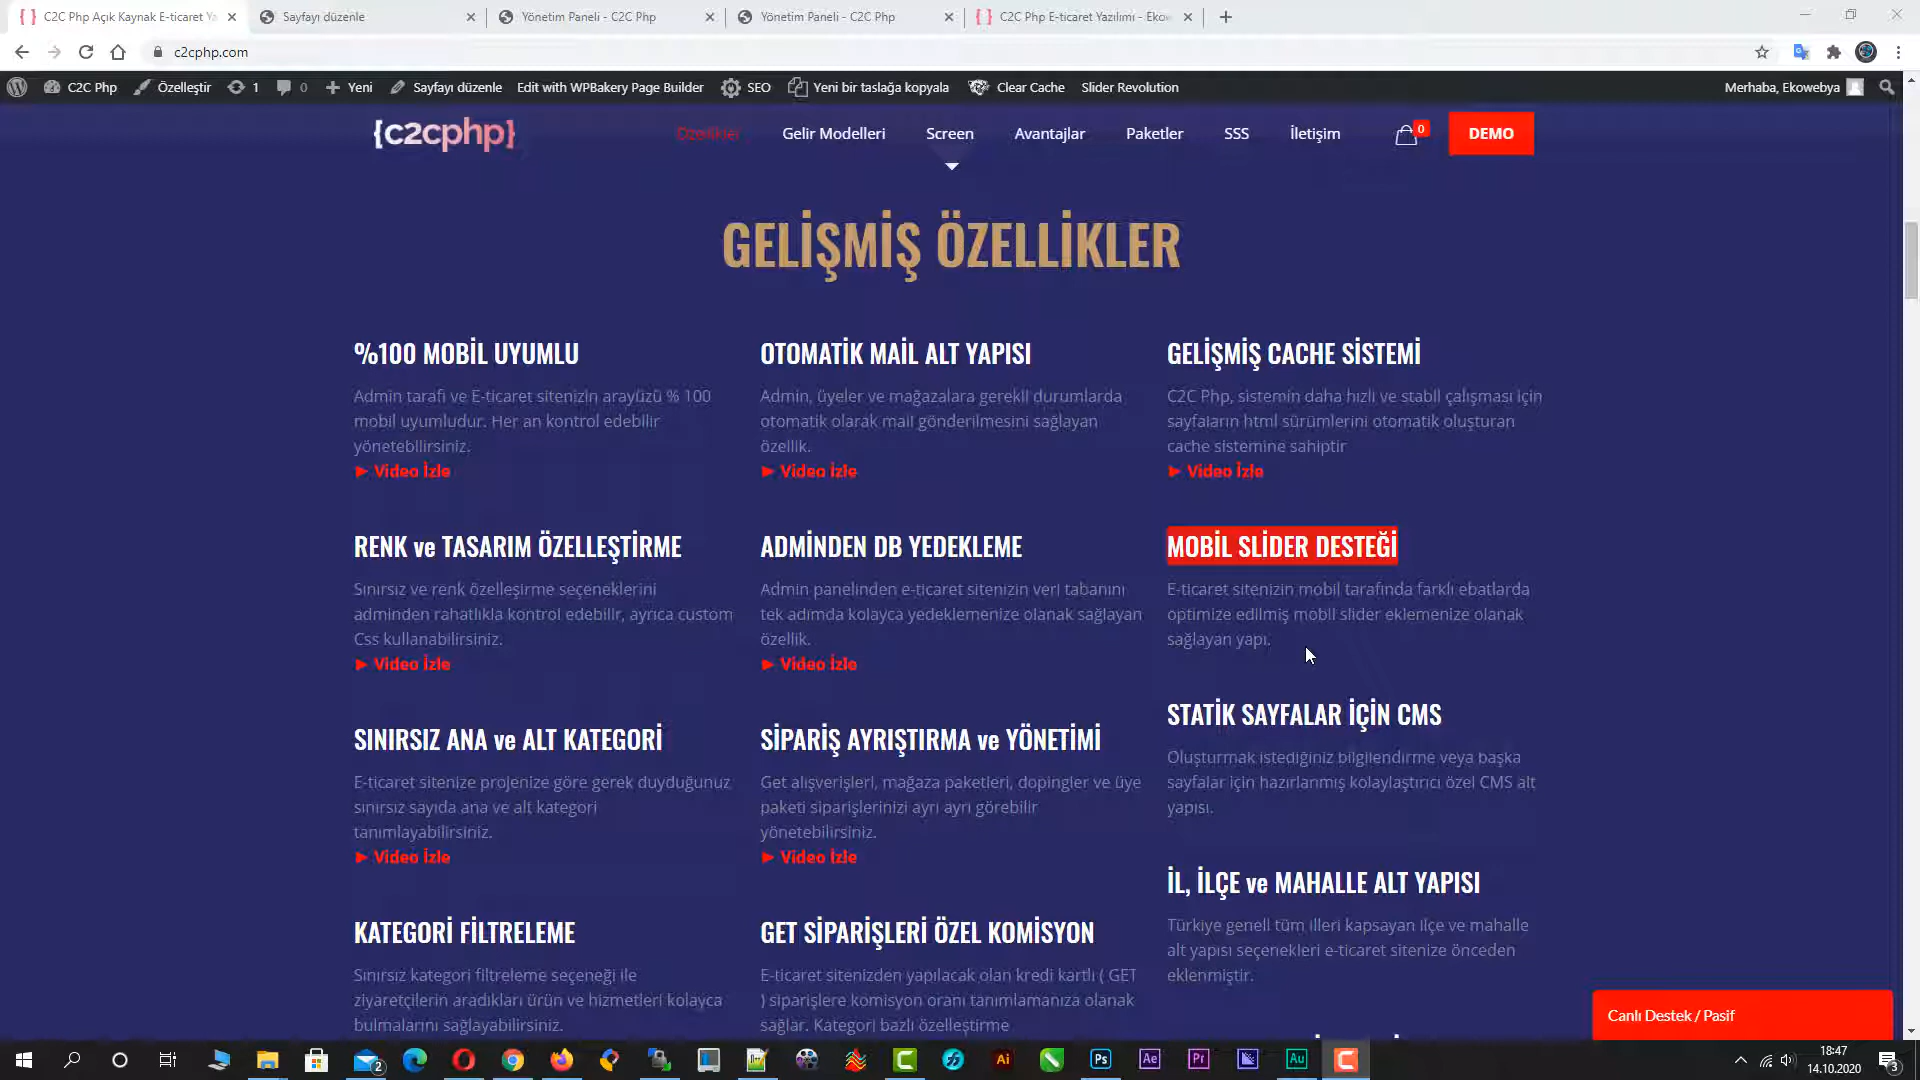 C2C Php Açık Kaynak E-ticaret Ya
Sayfayı düzenle
Yönetim Paneli - C2C Php
Yönetim Paneli - C2C Php
C2C Php E-ticaret Yazılımı - Ekow
c2cphp.com
C2C Php
Özelleştir
1
0
Yeni
Sayfayı düzenle
Edit with WPBakery Page Builder
SEO
Yeni bir taslağa kopyala
Clear Cache
Slider Revolution
Merhaba, Ekowebya
{c2cphp}
Özellikler
Gelir Modelleri
Screen
Avantajlar
Paketler
SSS
İletişim
0
DEMO
GELİŞMİŞ ÖZELLİKLER
%100 MOBİL UYUMLU
Admin tarafı ve E-ticaret sitenizin arayüzü % 100
mobil uyumludur. Her an kontrol edebilir
yönetebilirsiniz.
► Video İzle
RENK ve TASARIM ÖZELLEŞTİRME
Sınırsız ve renk özelleşirme seçeneklerini
adminden rahatlıkla kontrol edebilir, ayrıca custom
Css kullanabilirsiniz.
► Video İzle
SINIRSIZ ANA ve ALT KATEGORİ
E-ticaret sitenize projenize göre gerek duyduğunuz
sınırsız sayıda ana ve alt kategori
tanımlayabilirsiniz.
► Video İzle
KATEGORİ FİLTRELEME
Sınırsız kategori filtreleme seçeneği ile
ziyaretçilerin aradıkları ürün ve hizmetleri kolayca
bulmalarını sağlayabilirsiniz.
OTOMATİK MAİL ALT YAPISI
Admin, üyeler ve mağazalara gerekli durumlarda
otomatik olarak mail gönderilmesini sağlayan
özellik.
► Video İzle
ADMİNDEN DB YEDEKLEME
Admin panelinden e-ticaret sitenizin veri tabanını
tek adımda kolayca yedeklemenize olanak sağlayan
özellik.
► Video İzle
SİPARİŞ AYRIŞTIRMA ve YÖNETİMİ
Get alışverişleri, mağaza paketleri, dopingler ve üye
paketi siparişlerinizi ayrı ayrı görebilir
yönetebilirsiniz.
► Video İzle
GET SİPARİŞLERİ ÖZEL KOMİSYON
E-ticaret sitenizden yapılacak olan kredi kartlı ( GET
) siparişlere komisyon oranı tanımlamanıza olanak
sağlar. Kategori bazlı özelleştirme
GELİŞMİŞ CACHE SİSTEMİ
C2C Php, sistemin daha hızlı ve stabil çalışması için
sayfaların html sürümlerini otomatik oluşturan
cache sistemine sahiptir
► Video İzle
MOBİL SLİDER DESTEĞİ
E-ticaret sitenizin mobil tarafında farklı ebatlarda
optimize edilmiş mobil slider eklemenize olanak
sağlayan yapı.
STATİK SAYFALAR İÇİN CMS
Oluşturmak istediğiniz bilgilendirme veya başka
sayfalar için hazırlanmış kolaylaştırıcı özel CMS alt
yapısı.
İL, İLÇE ve MAHALLE ALT YAPISI
Türkiye geneli tüm illeri kapsayan ilçe ve mahalle
alt yapısı seçenekleri e-ticaret sitenize önceden
eklenmiştir.
Canlı Destek / Pasif
2
Ai
Ps
Ae
Pr
Au
18:47
14.10.2020
3